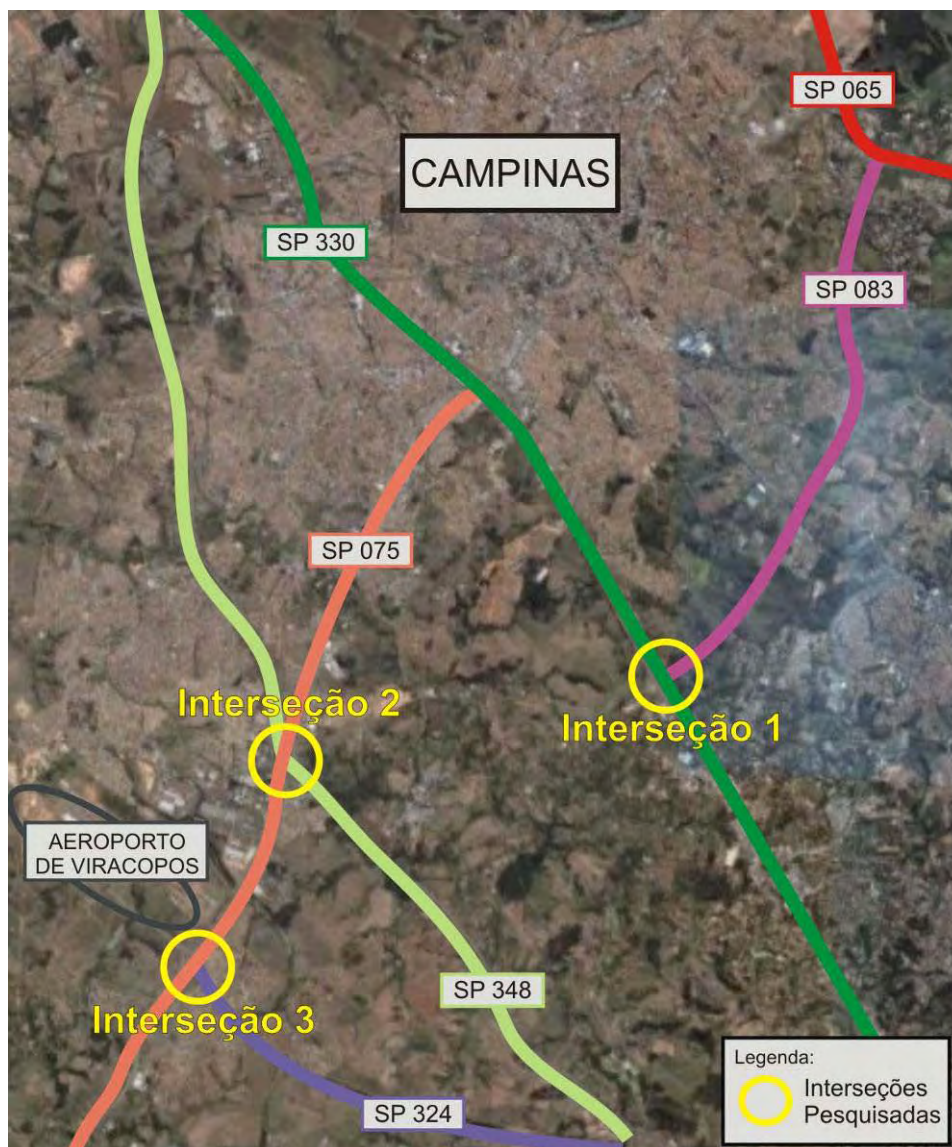 SP 065
CAMPINAS
SP 330
SP 083
SP 075
Interseção 2
Interseção 1
AEROPORTO
DE VIRACOPOS
SP 348
Interseção 3
SP 324
Legenda:
Interseções
Pesquisadas